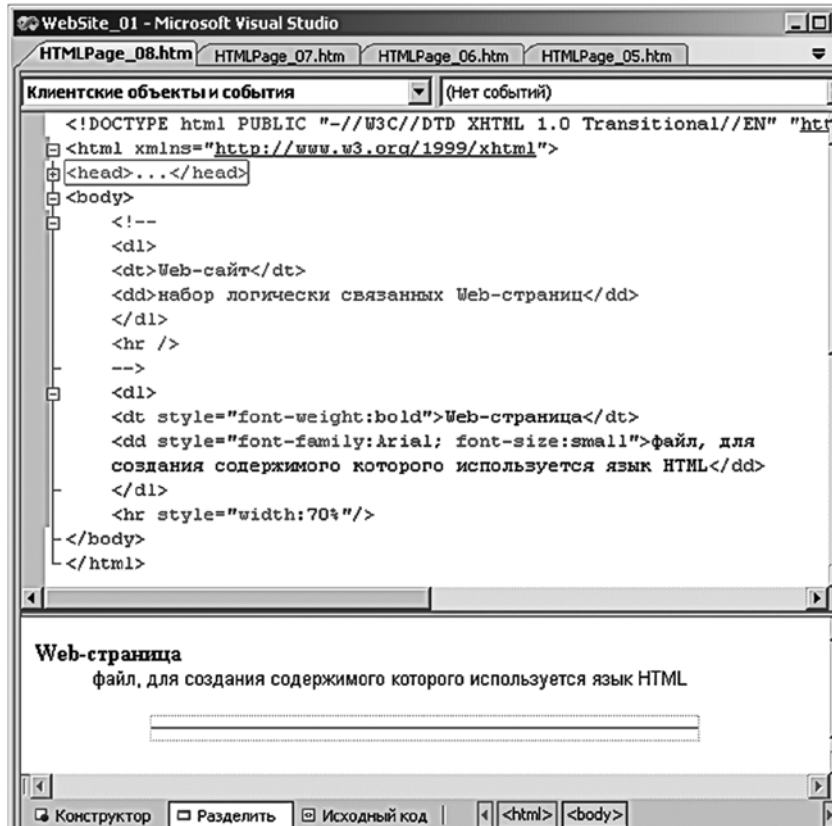 WebSite_01 - Microsoft Visual Studio
HTMLPage_08.htm HTMLPage_07.htm HTMLPage_06.htm HTMLPage_05.htm
Клиентские объекты и события (Нет событий)
<!DOCTYPE html PUBLIC "-//W3C//DTD XHTML 1.0 Transitional//EN" "htt
<html xmlns="http://www.w3.org/1999/xhtml">
<head>...</head>
<body>
<!--
<dl>
<dt>Web-сайт</dt>
<dd>набор логически связанных Web-страниц</dd>
</dl>
<hr />
-->
<dl>
<dt style="font-weight:bold">Web-страница</dt>
<dd style="font-family:Arial; font-size:small">файл, для
создания содержимого которого используется язык HTML</dd>
</dl>
<hr style="width:70%"/>
</body>
</html>
Web-страница
файл, для создания содержимого которого используется язык HTML
Конструктор Разделить Исходный код <html> <body>